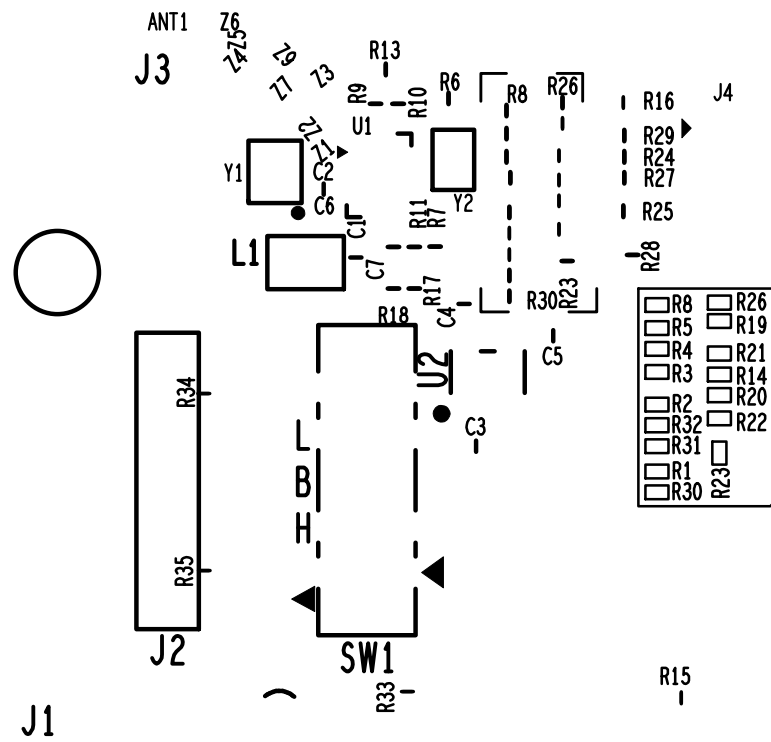 ANT1 Z6
Z5
Z4
Z9
Z7
Z3
J3
R13
R9
R10
R6
R8
R26
R16
J4
U1
Z2
Z1
R29
R24
R27
Y1
C2
C6
Y2
R25
C1
R11
R7
L1
C7
R28
R17
C4
R30
R23
R18
C5
U2
R34
C3
L
B
H
R8 R26
R5 R19
R4 R21
R3 R14
R2 R20
R32 R22
R31
R1
R30 R23
R35
J2
SW1
R33
R15
J1